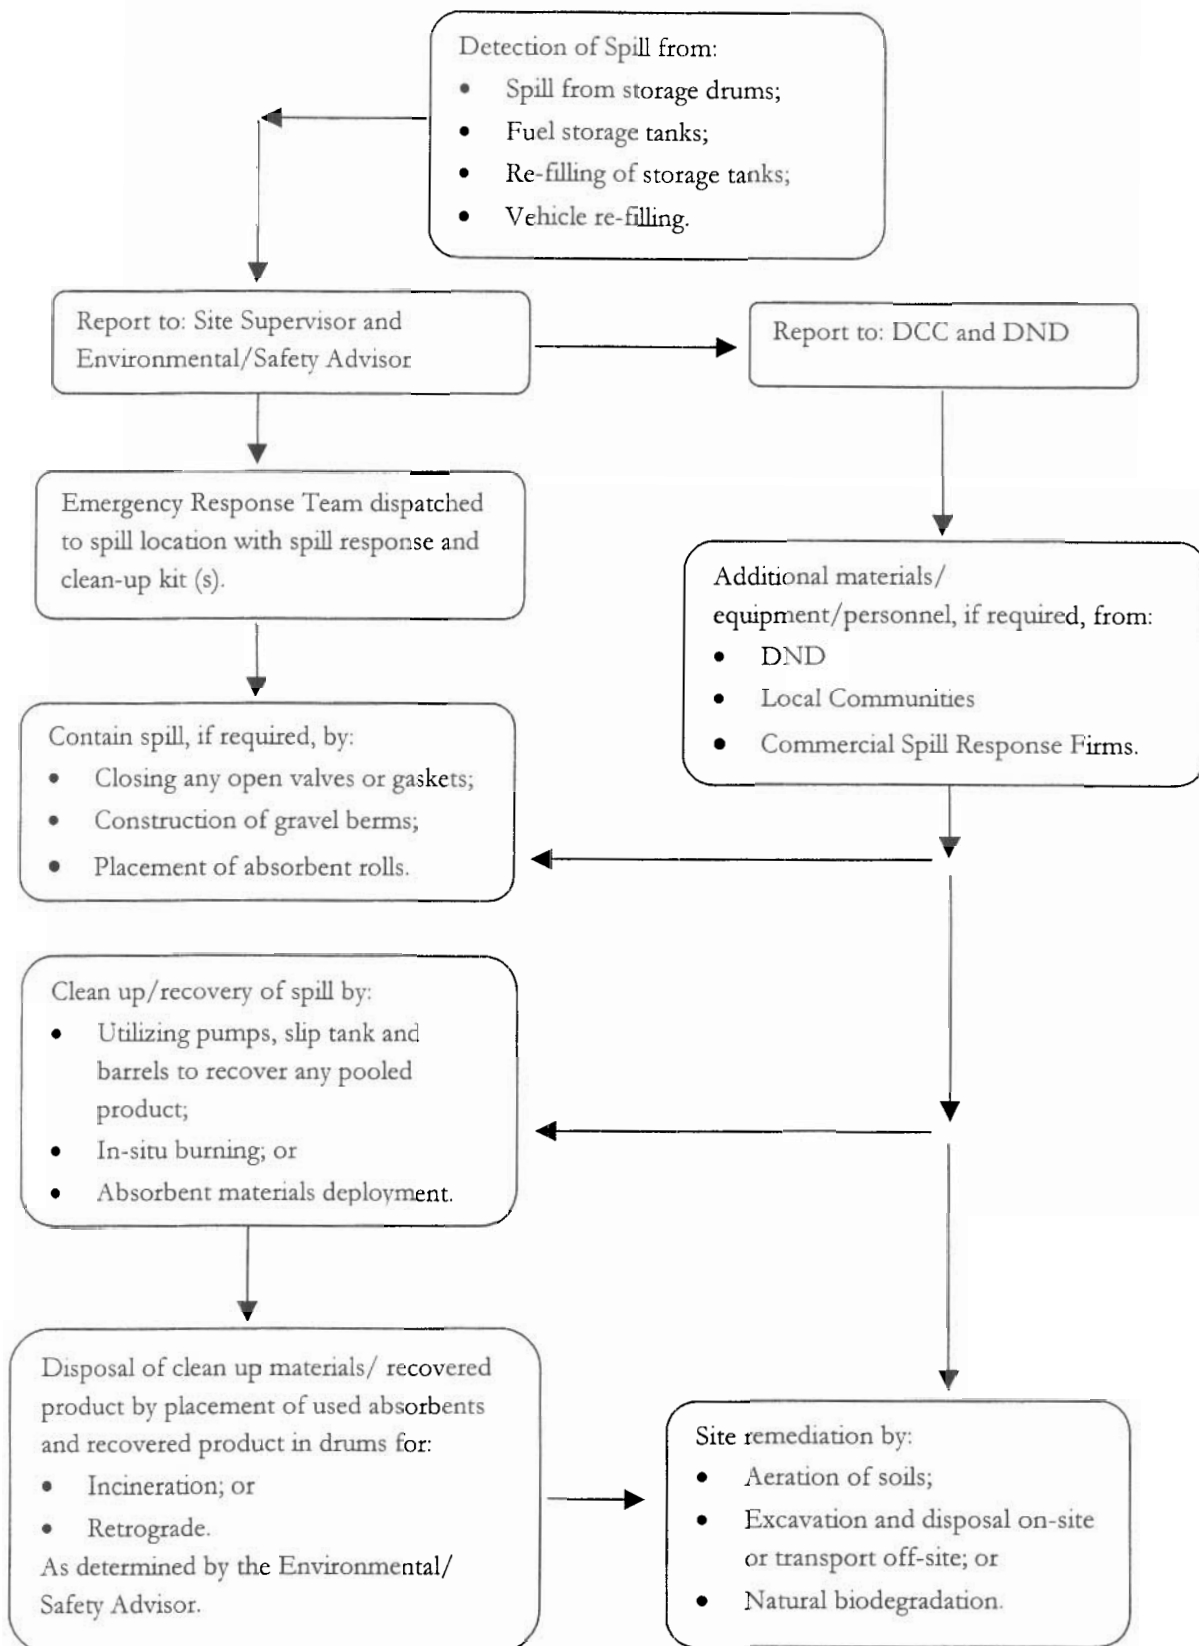 Detection of Spill from:
• Spill from storage drums;
• Fuel storage tanks;
• Re-filling of storage tanks;
• Vehicle re-filling.
Report to: Site Supervisor and
Environmental/Safety Advisor
Report to: DCC and DND
Emergency Response Team dispatched
to spill location with spill response and
clean-up kit (s).
Additional materials/
equipment/personnel, if required, from:
• DND
• Local Communities
• Commercial Spill Response Firms.
Contain spill, if required, by:
• Closing any open valves or gaskets;
• Construction of gravel berms;
• Placement of absorbent rolls.
Clean up/recovery of spill by:
• Utilizing pumps, slip tank and
barrels to recover any pooled
product;
• In-situ burning; or
• Absorbent materials deployment.
Disposal of clean up materials/ recovered
product by placement of used absorbents
and recovered product in drums for:
• Incineration; or
• Retrograde.
As determined by the Environmental/
Safety Advisor.
Site remediation by:
• Aeration of soils;
• Excavation and disposal on-site
or transport off-site; or
• Natural biodegradation.